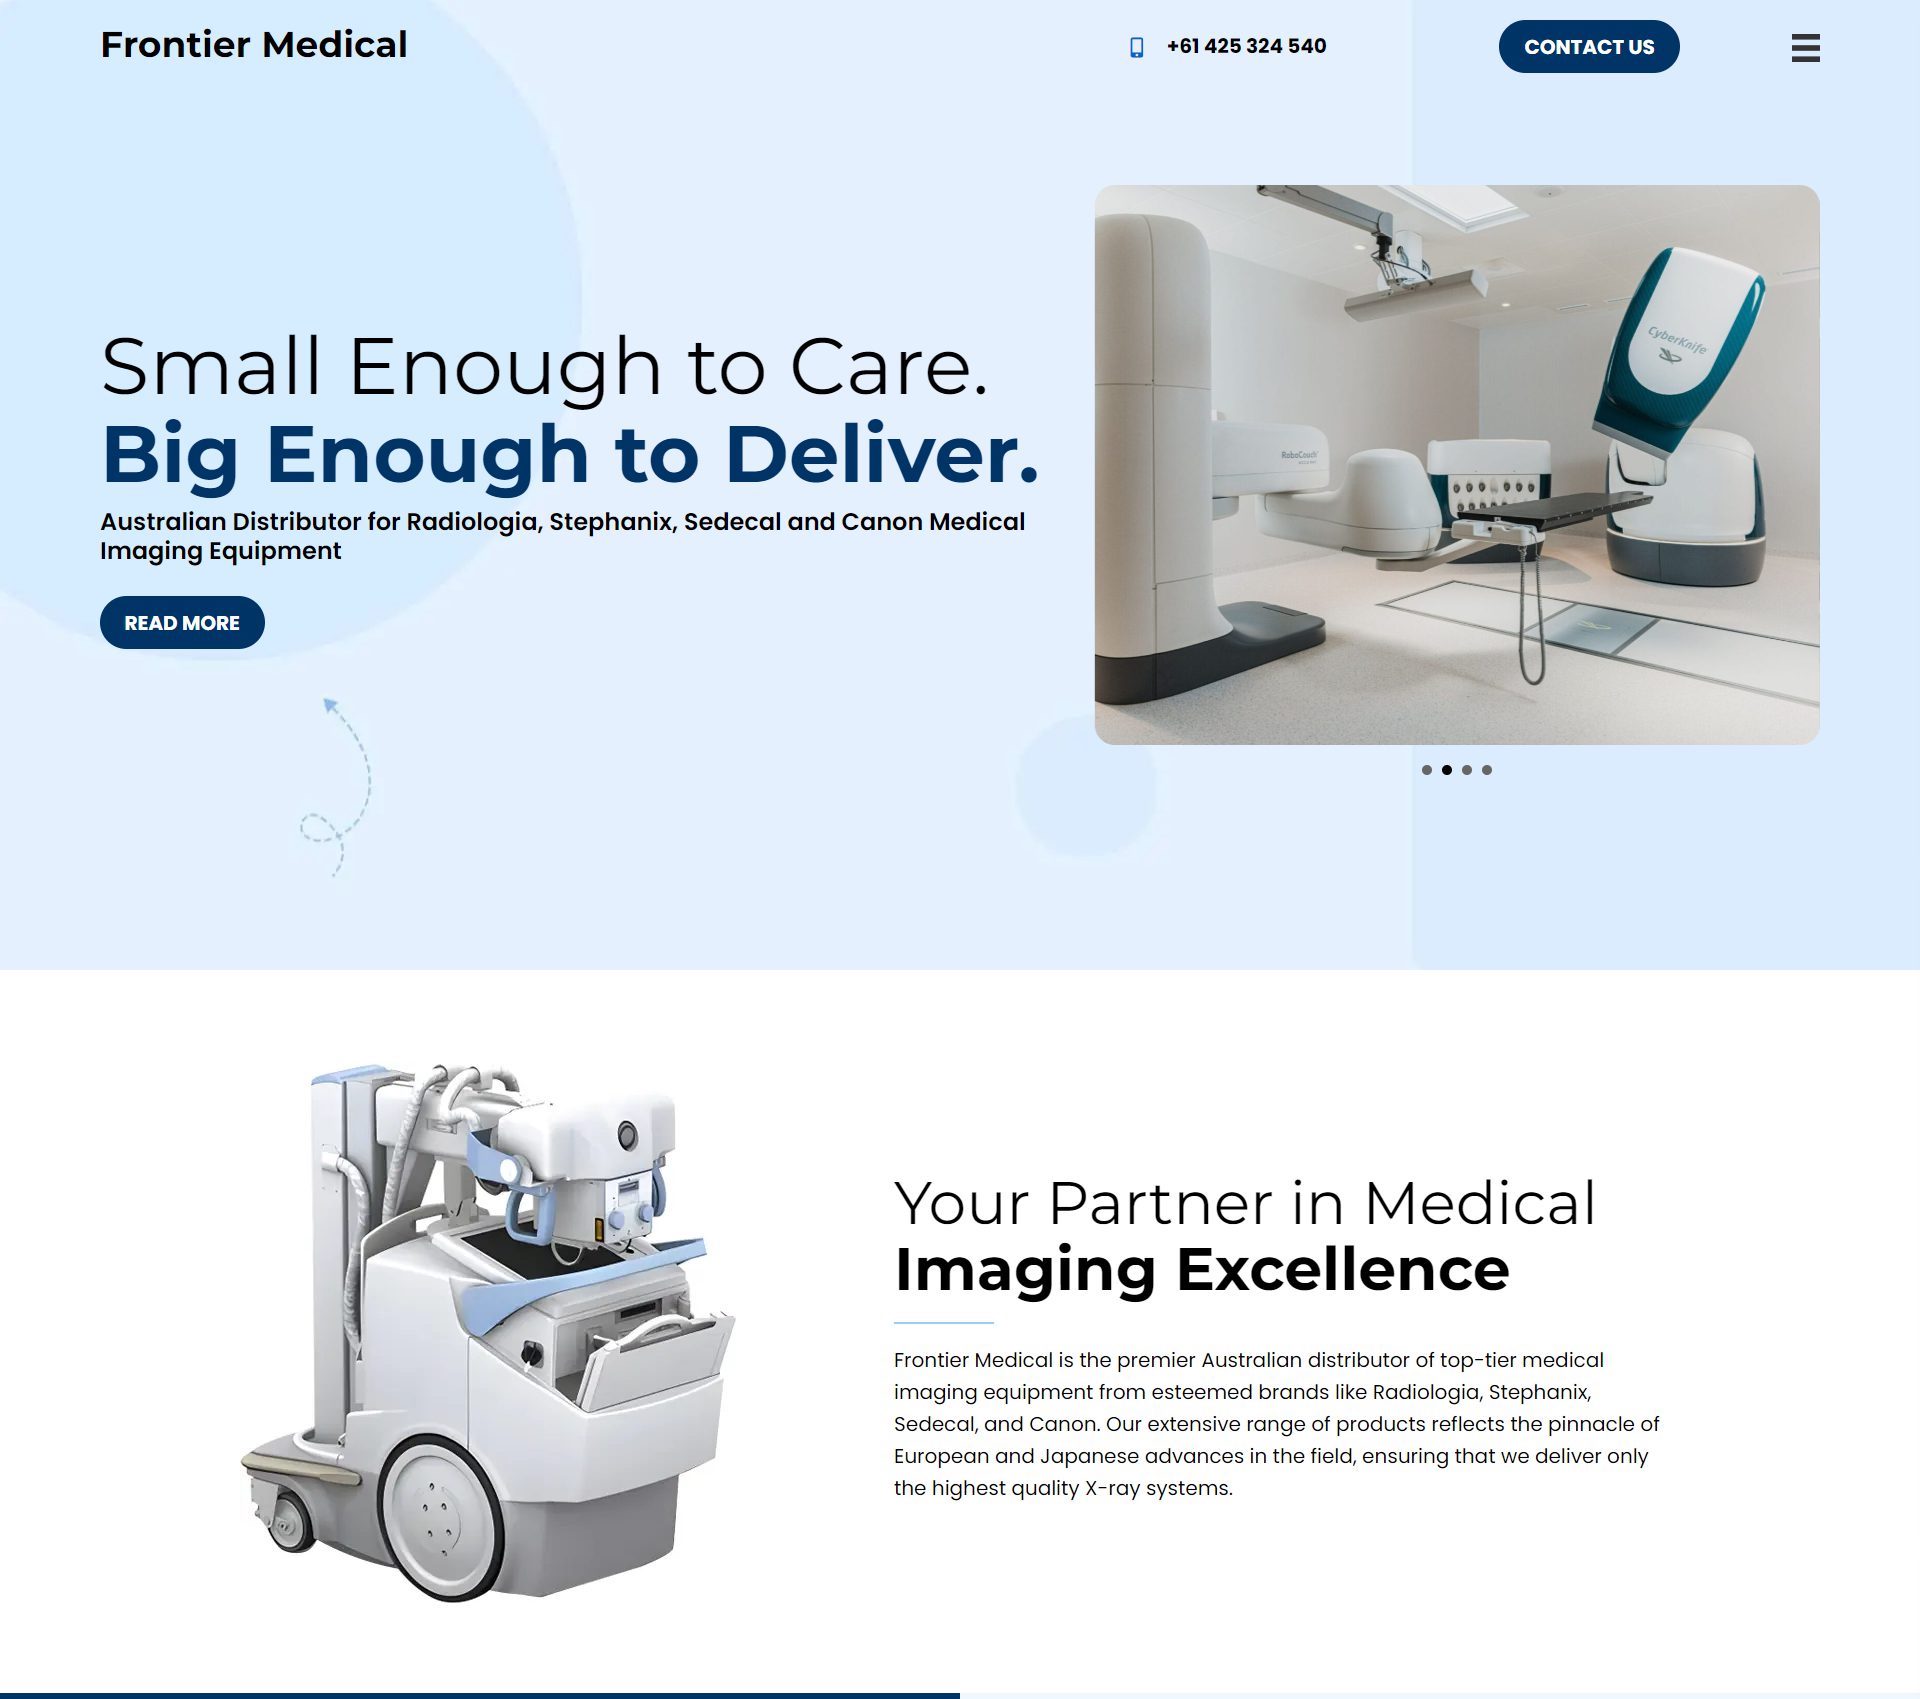 Frontier Medical
+61 425 324 540
CONTACT US
Small Enough to Care.
Big Enough to Deliver.
Australian Distributor for Radiologia, Stephanix, Sedecal and Canon Medical
Imaging Equipment
READ MORE
CyberKnife
RoboCouch
Your Partner in Medical
Imaging Excellence
Frontier Medical is the premier Australian distributor of top-tier medical
imaging equipment from esteemed brands like Radiologia, Stephanix,
Sedecal, and Canon. Our extensive range of products reflects the pinnacle of
European and Japanese advances in the field, ensuring that we deliver only
the highest quality X-ray systems.